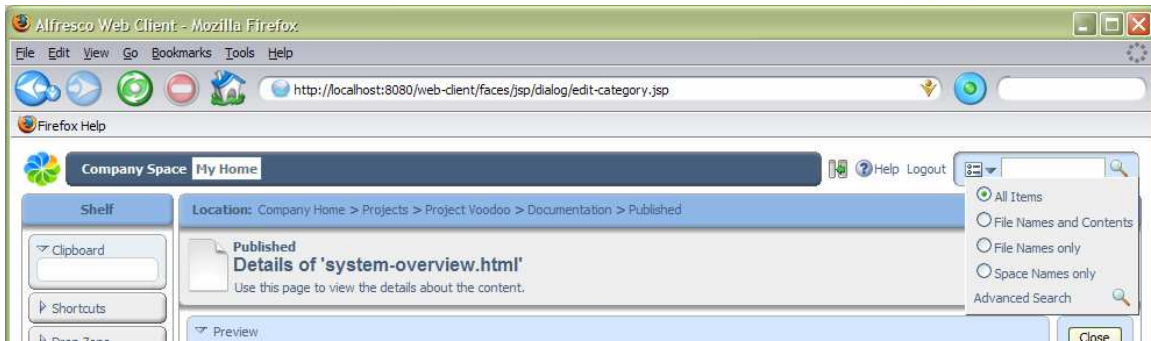 Alfresco Web Client - Mozilla Firefox
File Edit View Go Bookmarks Tools Help
http://localhost:8080/web-client/faces/jsp/dialog/edit-category.jsp
Firefox Help
Company Space My Home Help Logout
All Items
File Names and Contents
File Names only
Space Names only
Advanced Search
Shelf
Location: Company Home > Projects > Project Voodoo > Documentation > Published
Clipboard
Published
Details of 'system-overview.html'
Use this page to view the details about the content.
Shortcuts
Preview
Drop Zone
Close